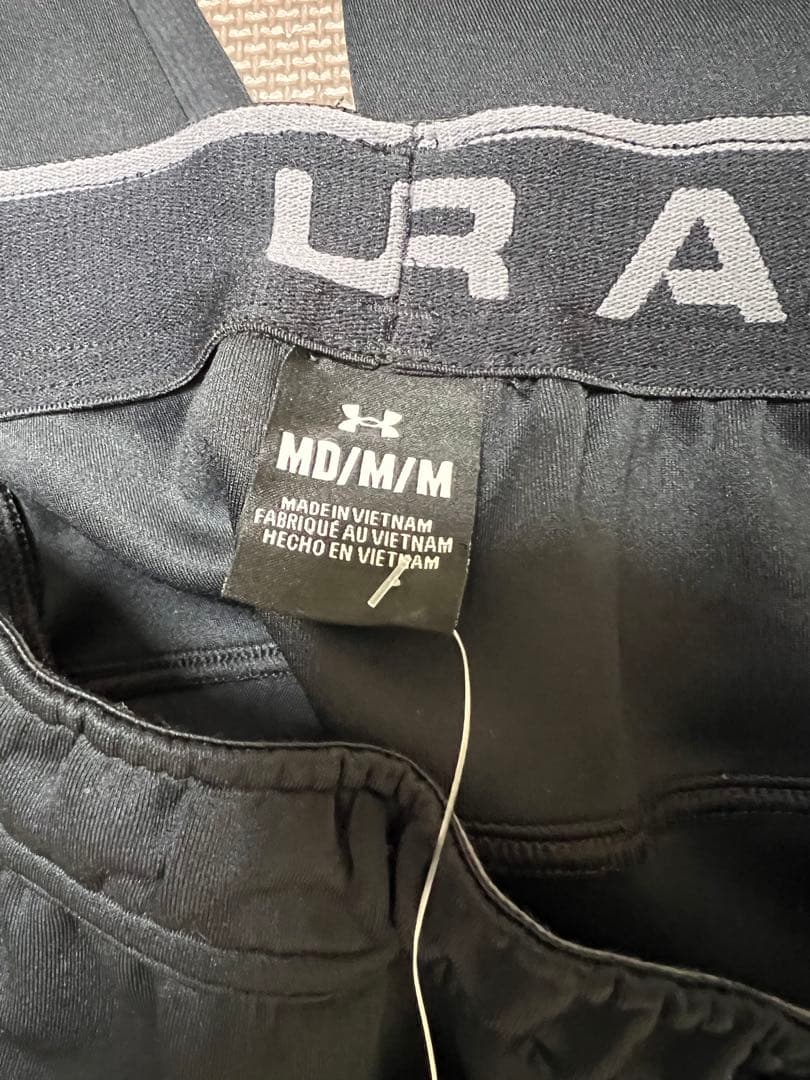 UR A
MD/M/M
MADE IN VIETNAM
FABRIQUÉ AU VIETNAM
HECHO EN VIETNAM